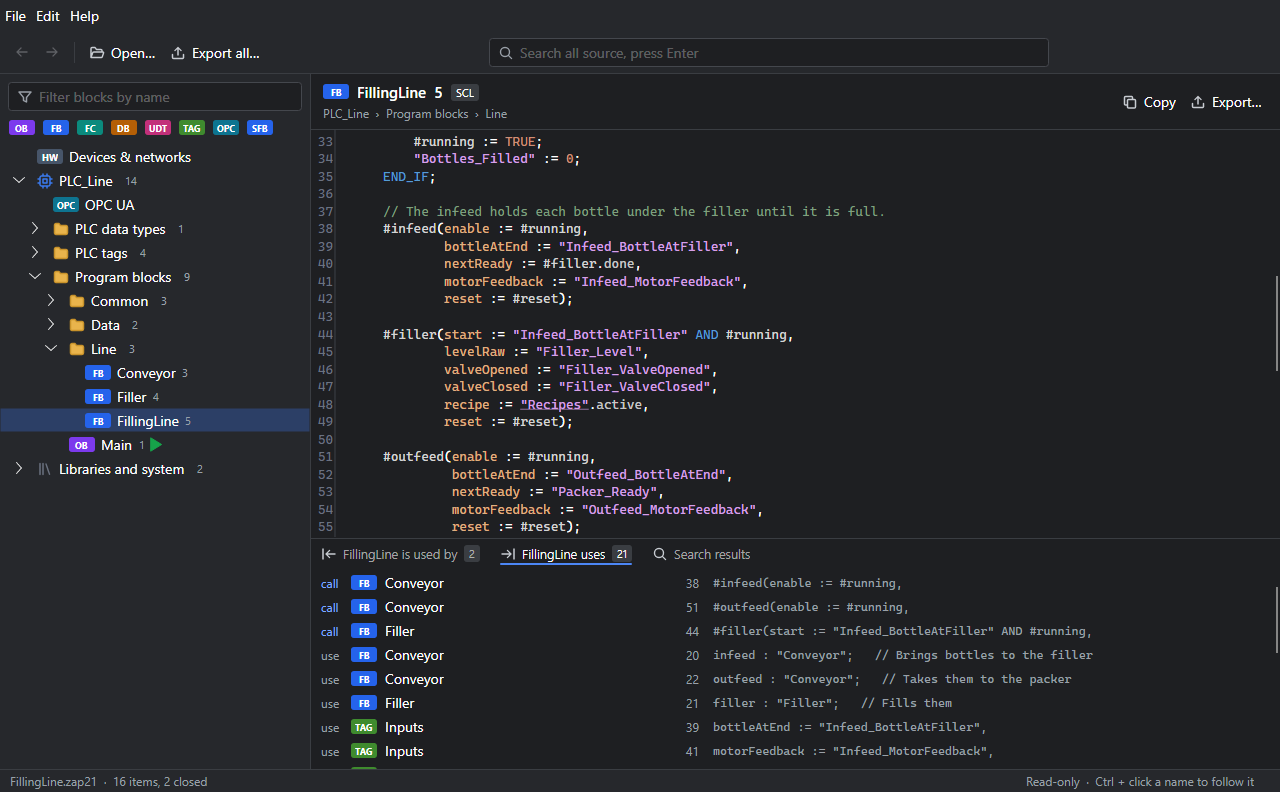 File Edit Help
Open... Export all... Search all source, press Enter
Filter blocks by name
OB FB FC DB UDT TAG OPC SFB
HW Devices & networks
PLC_Line 14
OPC OPC UA
PLC data types 1
PLC tags 4
Program blocks 9
Common 3
Data 2
Line 3
FB Conveyor 3
FB Filler 4
FB FillingLine 5
OB Main 1
Libraries and system 2
FB FillingLine 5 SCL
PLC_Line › Program blocks › Line
Copy Export...
33 #running := TRUE;
34 "Bottles_Filled" := 0;
35 END_IF;
36
37 // The infeed holds each bottle under the filler until it is full.
38 #infeed(enable := #running,
39 bottleAtEnd := "Infeed_BottleAtFiller",
40 nextReady := #filler.done,
41 motorFeedback := "Infeed_MotorFeedback",
42 reset := #reset);
43
44 #filler(start := "Infeed_BottleAtFiller" AND #running,
45 levelRaw := "Filler_Level",
46 valveOpened := "Filler_ValveOpened",
47 valveClosed := "Filler_ValveClosed",
48 recipe := "Recipes".active,
49 reset := #reset);
50
51 #outfeed(enable := #running,
52 bottleAtEnd := "Outfeed_BottleAtEnd",
53 nextReady := "Packer_Ready",
54 motorFeedback := "Outfeed_MotorFeedback",
55 reset := #reset);
FillingLine is used by 2 FillingLine uses 21 Search results
call FB Conveyor 38 #infeed(enable := #running,
call FB Conveyor 51 #outfeed(enable := #running,
call FB Filler 44 #filler(start := "Infeed_BottleAtFiller" AND #running,
use FB Conveyor 20 infeed : "Conveyor"; // Brings bottles to the filler
use FB Conveyor 22 outfeed : "Conveyor"; // Takes them to the packer
use FB Filler 21 filler : "Filler"; // Fills them
use TAG Inputs 39 bottleAtEnd := "Infeed_BottleAtFiller",
use TAG Inputs 41 motorFeedback := "Infeed_MotorFeedback",
FillingLine.zap21 · 16 items, 2 closed
Read-only · Ctrl + click a name to follow it